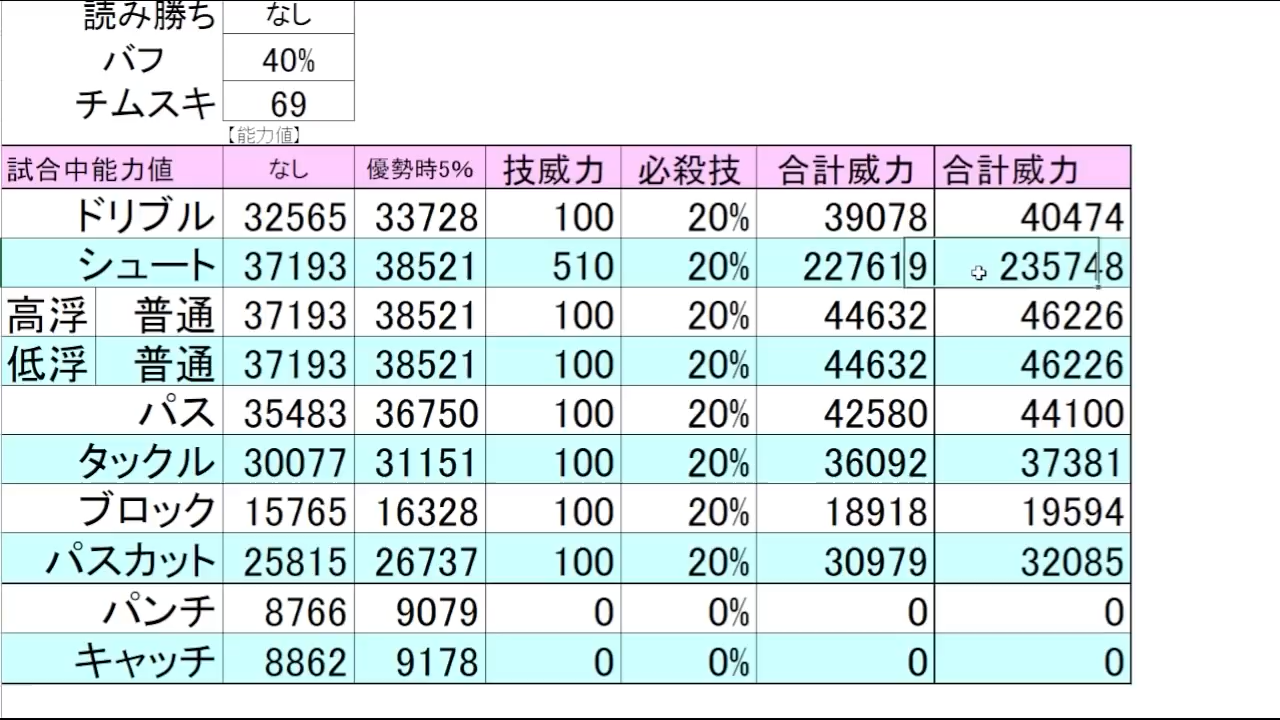 読み勝ち なし
バフ 40%
チムスキ 69
【能力値】
試合中能力値 なし 優勢時5% 技威力 必殺技 合計威力 合計威力
ドリブル 32565 33728 100 20% 39078 40474
シュート 37193 38521 510 20% 227619 235748
高浮 普通 37193 38521 100 20% 44632 46226
低浮 普通 37193 38521 100 20% 44632 46226
パス 35483 36750 100 20% 42580 44100
タックル 30077 31151 100 20% 36092 37381
ブロック 15765 16328 100 20% 18918 19594
パスカット 25815 26737 100 20% 30979 32085
パンチ 8766 9079 0 0% 0 0
キャッチ 8862 9178 0 0% 0 0